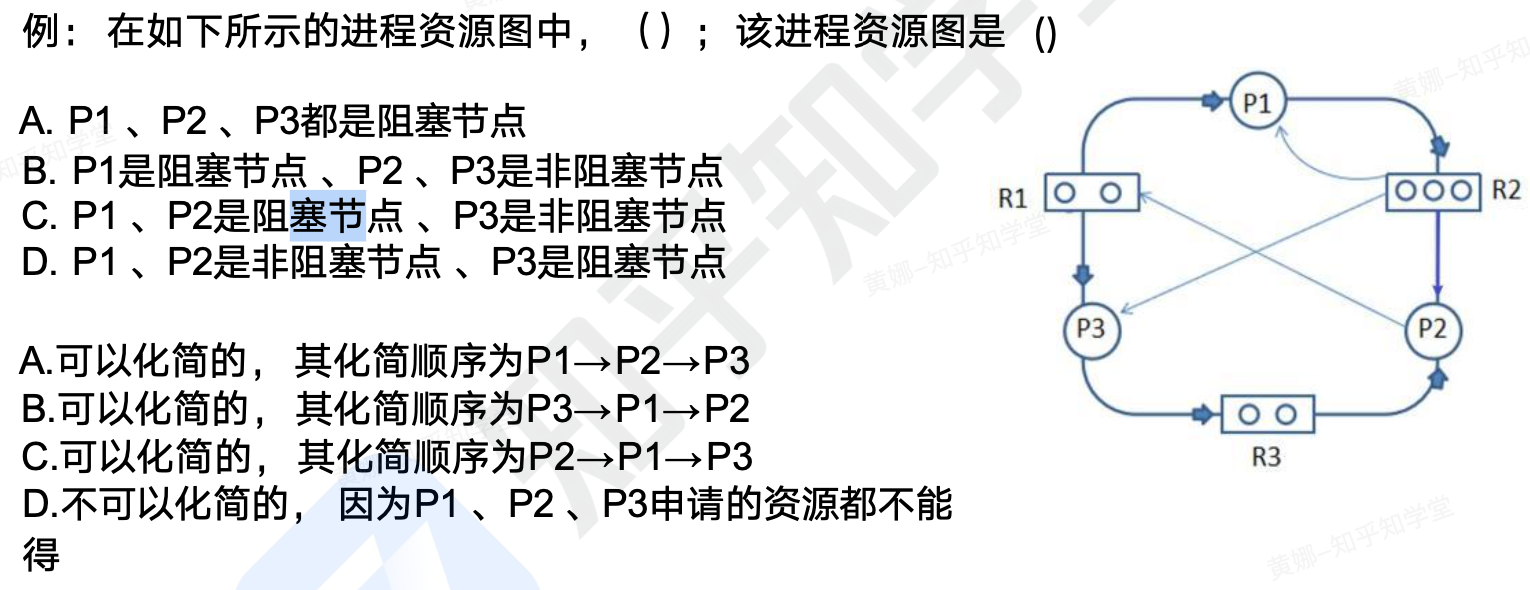 例： 在如下所示的进程资源图中， （ ）；该进程资源图是 ()
A. P1 、P2 、P3都是阻塞节点
B. P1是阻塞节点 、P2 、P3是非阻塞节点
C. P1 、P2是阻塞节点 、P3是非阻塞节点
D. P1 、P2是非阻塞节点 、P3是阻塞节点
A.可以化简的， 其化简顺序为P1→P2→P3
B.可以化简的， 其化简顺序为P3→P1→P2
C.可以化简的， 其化简顺序为P2→P1→P3
D.不可以化简的， 因为P1 、P2 、P3申请的资源都不能
得
P1
R1
R2
P3
P2
R3
知乎知学堂
黄娜-知乎知学堂
黄娜-知乎知
黄娜-知乎知学堂
知乎知学堂